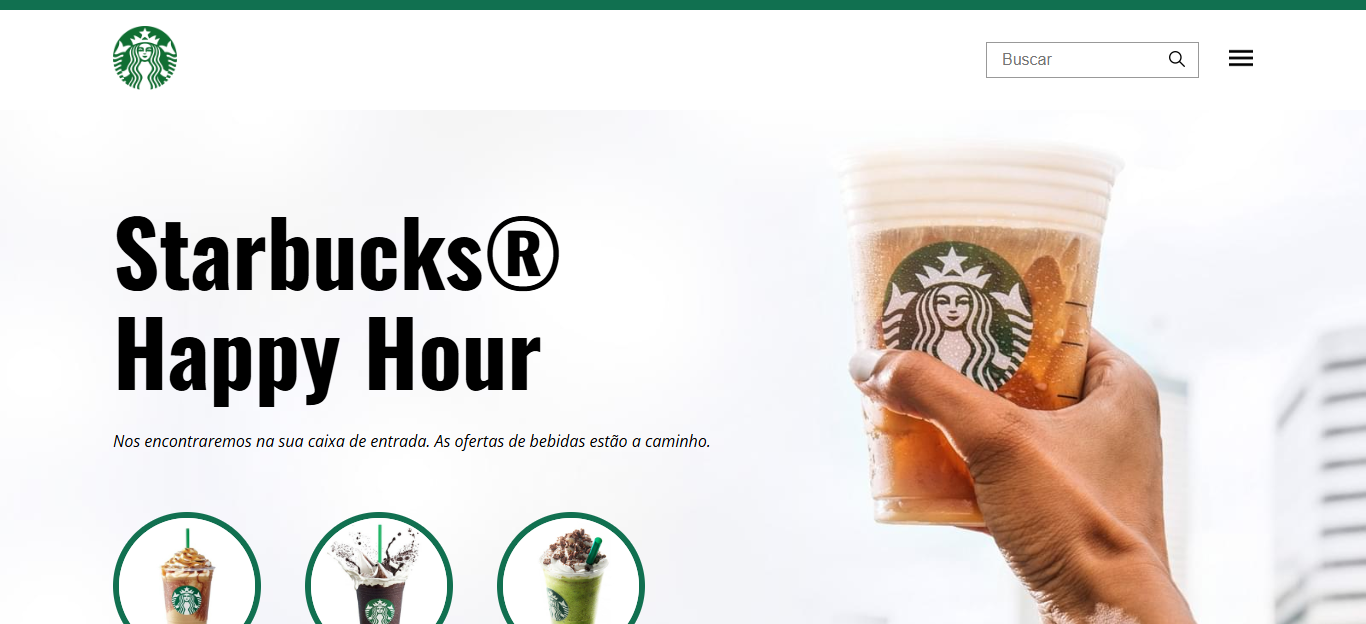 Buscar
Starbucks®
Happy Hour
Nos encontraremos na sua caixa de entrada. As ofertas de bebidas estão a caminho.